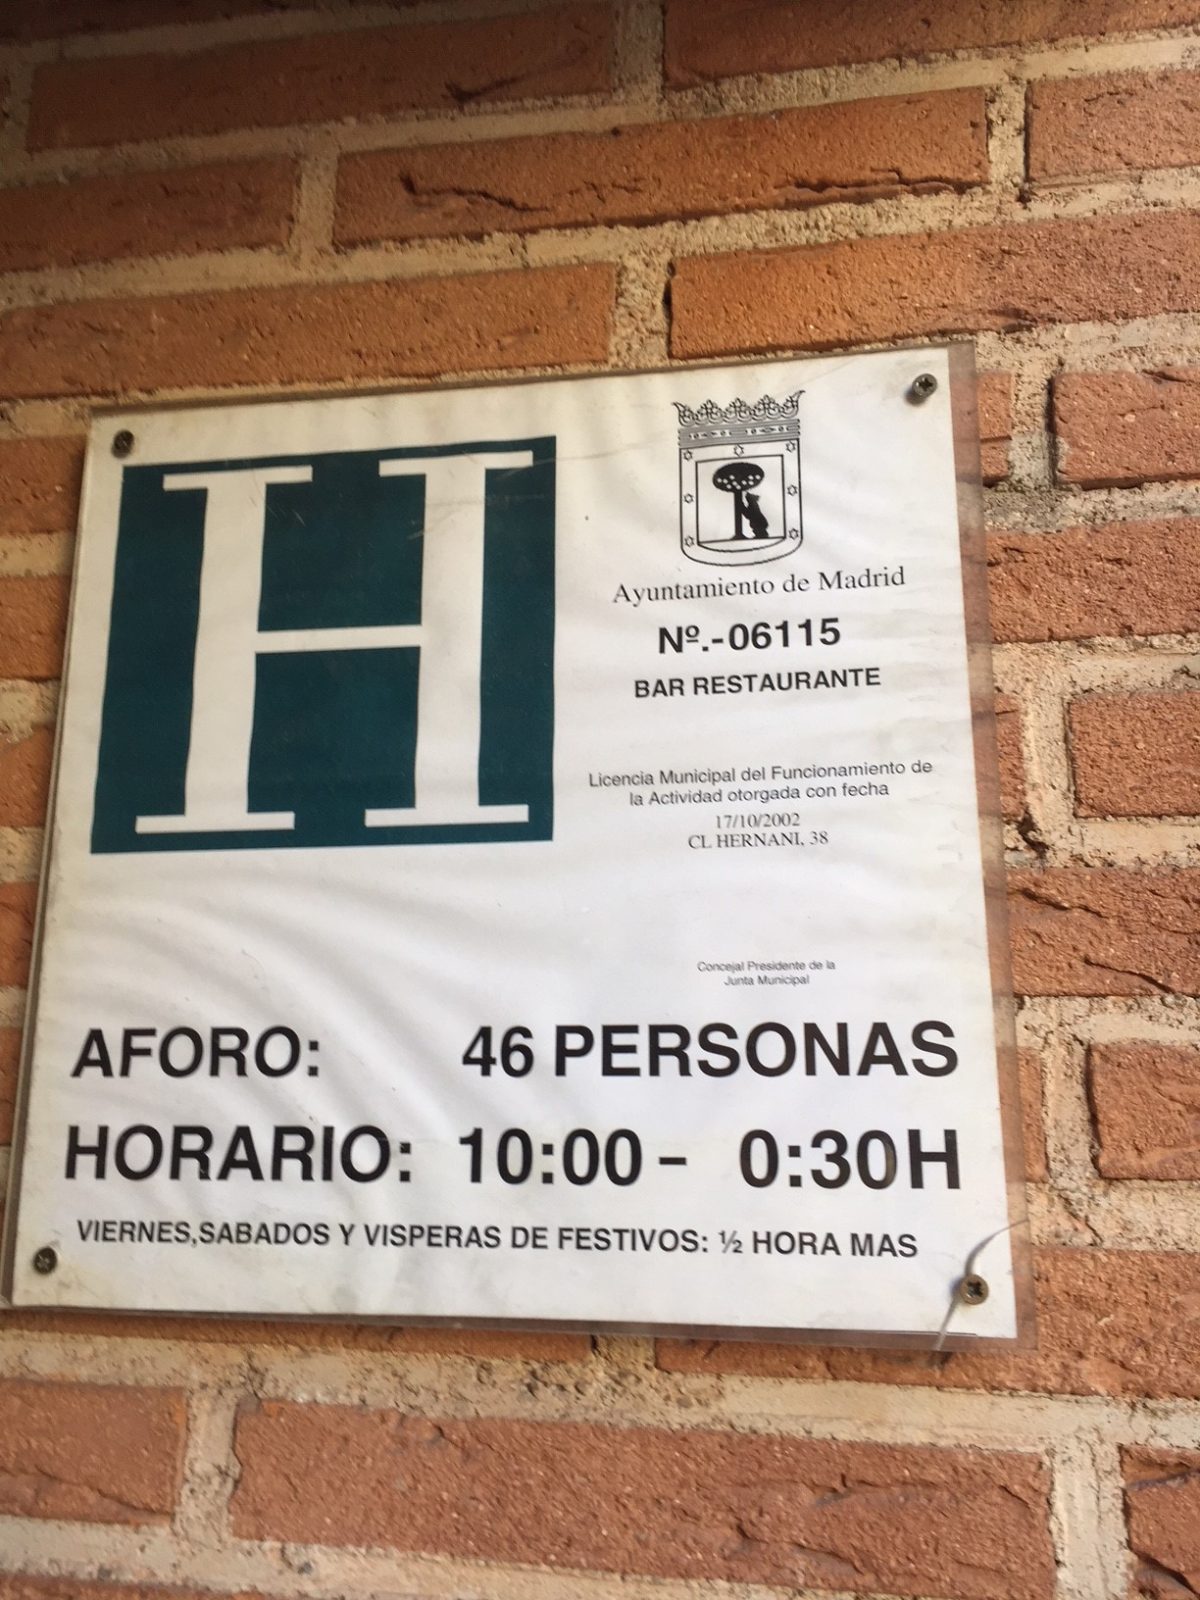 H
Ayuntamiento de Madrid
Nº.-06115
BAR RESTAURANTE
Licencia Municipal del Funcionamiento de
la Actividad otorgada con fecha
17/10/2002
CL HERNANI, 38
Concejal Presidente de la
Junta Municipal
AFORO: 46 PERSONAS
HORARIO: 10:00 - 0:30H
VIERNES,SABADOS Y VISPERAS DE FESTIVOS: ½ HORA MAS